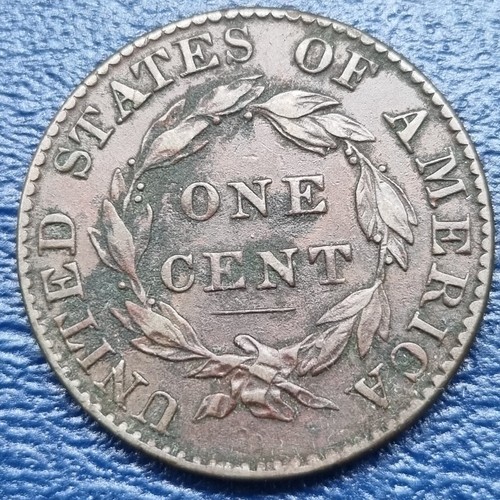 UNITED STATES OF AMERICA
ONE
CENT